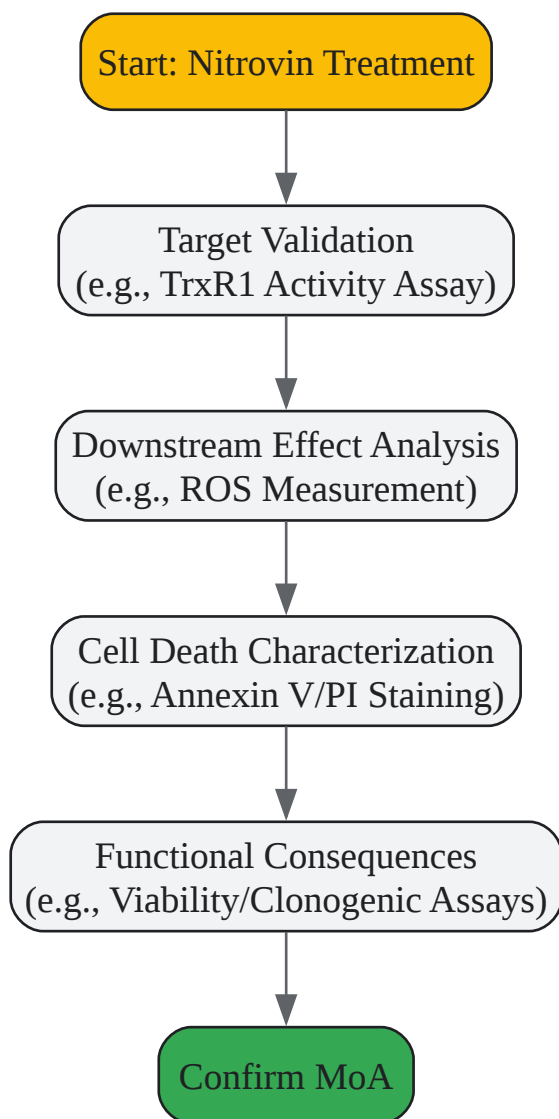 Start: Nitrovin Treatment
Target Validation
(e.g., TrxR1 Activity Assay)
Downstream Effect Analysis
(e.g., ROS Measurement)
Cell Death Characterization
(e.g., Annexin V/PI Staining)
Functional Consequences
(e.g., Viability/Clonogenic Assays)
Confirm MoA